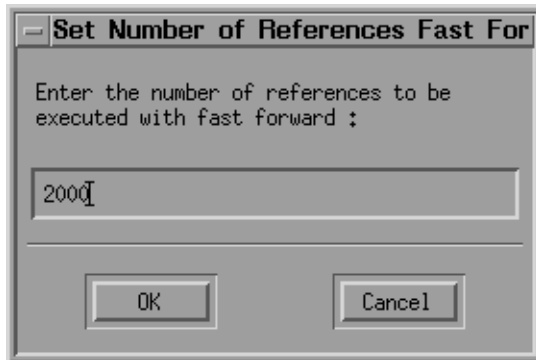 Set Number of References Fast For
Enter the number of references to be
executed with fast forward :
2000
OK
Cancel